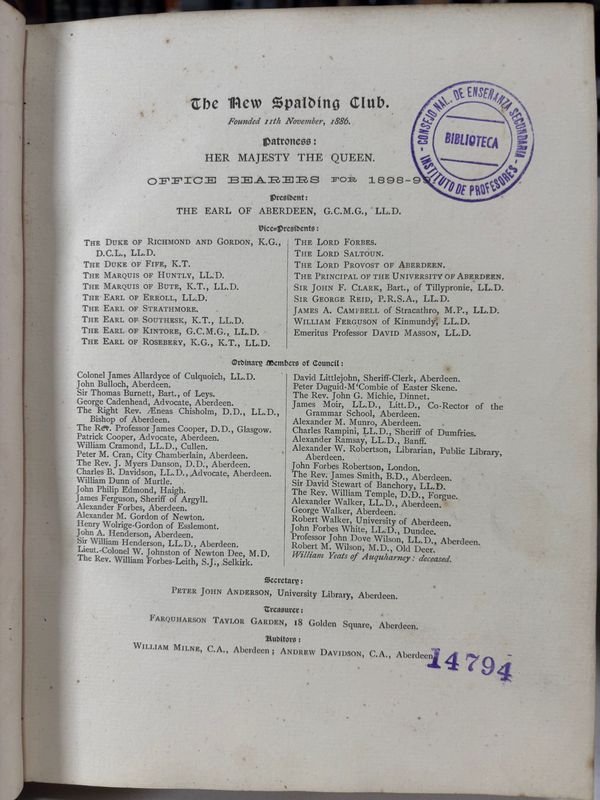 The New Spalding Club.
Founded 11th November, 1886.
Patroness:
HER MAJESTY THE QUEEN.
OFFICE BEARERS FOR 1898-99.
President:
THE EARL OF ABERDEEN, G.C.M.G., LL.D.
Vice-Presidents:
THE DUKE OF RICHMOND AND GORDON, K.G.,
D.C.L., LL.D.
THE DUKE OF FIFE, K.T.
THE MARQUIS OF HUNTLY, LL.D.
THE MARQUIS OF BUTE, K.T., LL.D.
THE EARL OF ERROLL, LL.D.
THE EARL OF STRATHMORE.
THE EARL OF SOUTHESK, K.T., LL.D.
THE EARL OF KINTORE, G.C.M.G., LL.D.
THE EARL OF ROSEBERY, K.G., K.T., LL.D.
THE LORD FORBES.
THE LORD SALTOUN.
THE LORD PROVOST OF ABERDEEN.
THE PRINCIPAL OF THE UNIVERSITY OF ABERDEEN.
SIR JOHN F. CLARK, Bart., of Tillypronie, LL.D.
SIR GEORGE REID, P.R.S.A., LL.D.
JAMES A. CAMPBELL of Stracathro, M.P., LL.D.
WILLIAM FERGUSON of Kinmundy, LL.D.
Emeritus Professor DAVID MASSON, LL.D.
Ordinary Members of Council:
Colonel James Allardyce of Culquoich, LL.D.
John Bulloch, Aberdeen.
Sir Thomas Burnett, Bart., of Leys.
George Cadenhead, Advocate, Aberdeen.
The Right Rev. Æneas Chisholm, D.D., LL.D.,
Bishop of Aberdeen.
The Rev. Professor James Cooper, D.D., Glasgow.
Patrick Cooper, Advocate, Aberdeen.
William Cramond, LL.D., Cullen.
Peter M. Cran, City Chamberlain, Aberdeen.
The Rev. J. Myers Danson, D.D., Aberdeen.
Charles B. Davidson, LL.D., Advocate, Aberdeen.
William Dunn of Murtle.
John Philip Edmond, Haigh.
James Ferguson, Sheriff of Argyll.
Alexander Forbes, Aberdeen.
Alexander M. Gordon of Newton.
Henry Wolrige-Gordon of Esslemont.
John A. Henderson, Aberdeen.
Sir William Henderson, LL.D., Aberdeen.
Lieut.-Colonel W. Johnston of Newton Dee, M.D.
The Rev. William Forbes-Leith, S.J., Selkirk.
David Littlejohn, Sheriff-Clerk, Aberdeen.
Peter Duguid-M'Combie of Easter Skene.
The Rev. John G. Michie, Dinnet.
James Moir, LL.D., Litt.D., Co-Rector of the
Grammar School, Aberdeen.
Alexander M. Munro, Aberdeen.
Charles Rampini, LL.D., Sheriff of Dumfries.
Alexander Ramsay, LL.D., Banff.
Alexander W. Robertson, Librarian, Public Library,
Aberdeen.
John Forbes Robertson, London.
The Rev. James Smith, B.D., Aberdeen.
Sir David Stewart of Banchory, LL.D.
The Rev. William Temple, D.D., Forgue.
Alexander Walker, LL.D., Aberdeen.
George Walker, Aberdeen.
Robert Walker, University of Aberdeen.
John Forbes White, LL.D., Dundee.
Professor John Dove Wilson, LL.D., Aberdeen.
Robert M. Wilson, M.D., Old Deer.
William Yeats of Auquharney: deceased.
Secretary:
PETER JOHN ANDERSON, University Library, Aberdeen.
Treasurer:
FARQUHARSON TAYLOR GARDEN, 18 Golden Square, Aberdeen.
Auditors:
WILLIAM MILNE, C.A., Aberdeen; ANDREW DAVIDSON, C.A., Aberdeen.
CONSEJO NAL. DE ENSEÑANZA SECUNDARIA
BIBLIOTECA
- INSTITUTO DE PROFESORES -
14794